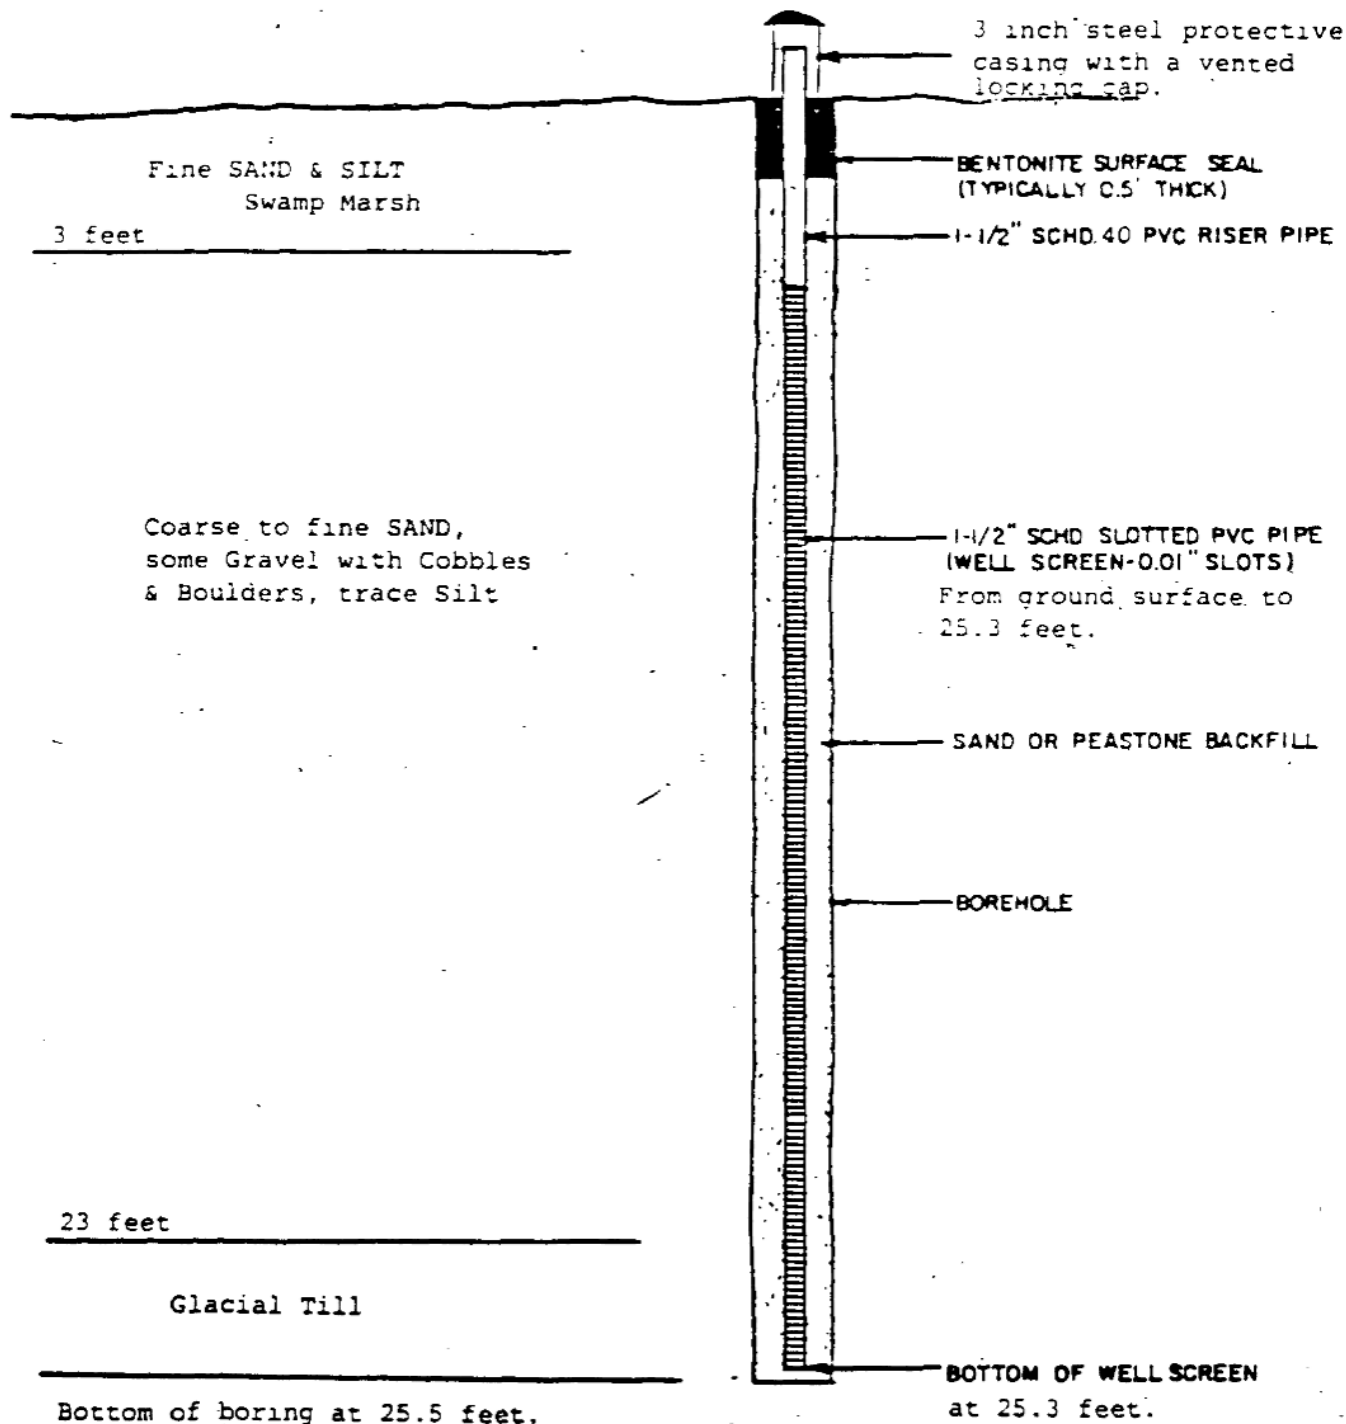 3 inch steel protective
casing with a vented
locking cap.
Fine SAND & SILT
Swamp Marsh
3 feet
BENTONITE SURFACE SEAL
(TYPICALLY 0.5' THICK)
1-1/2" SCHD. 40 PVC RISER PIPE
Coarse to fine SAND,
some Gravel with Cobbles
& Boulders, trace Silt
1-1/2" SCHD SLOTTED PVC PIPE
(WELL SCREEN-0.01" SLOTS)
From ground surface to
25.3 feet.
SAND OR PEASTONE BACKFILL
BOREHOLE
23 feet
Glacial Till
BOTTOM OF WELL SCREEN
at 25.3 feet.
Bottom of boring at 25.5 feet.